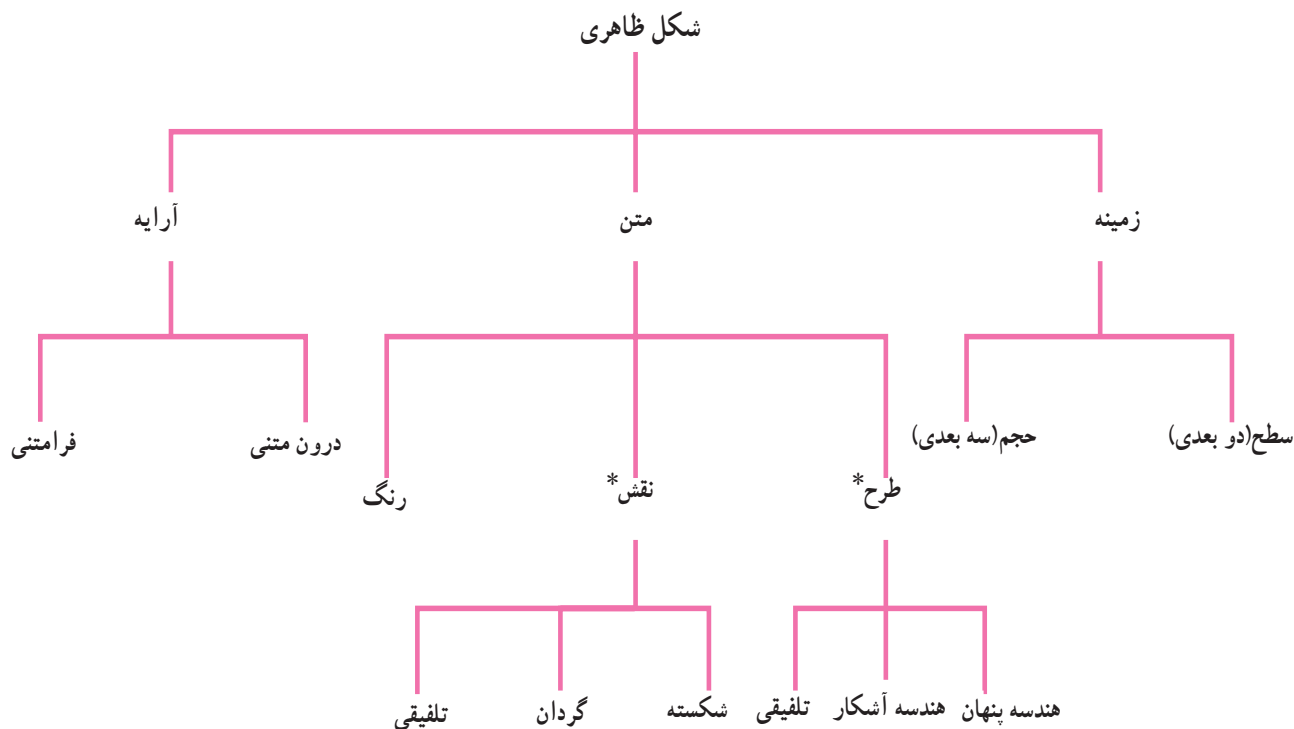 شکل ظاهری
زمینه
متن
آرایه
سطح(دو بعدی)
حجم(سه بعدی)
درون متنی
فرامتنی
طرح*
نقش*
رنگ
هندسه پنهان
هندسه آشکار
تلفیقی
شکسته
گردان
تلفیقی